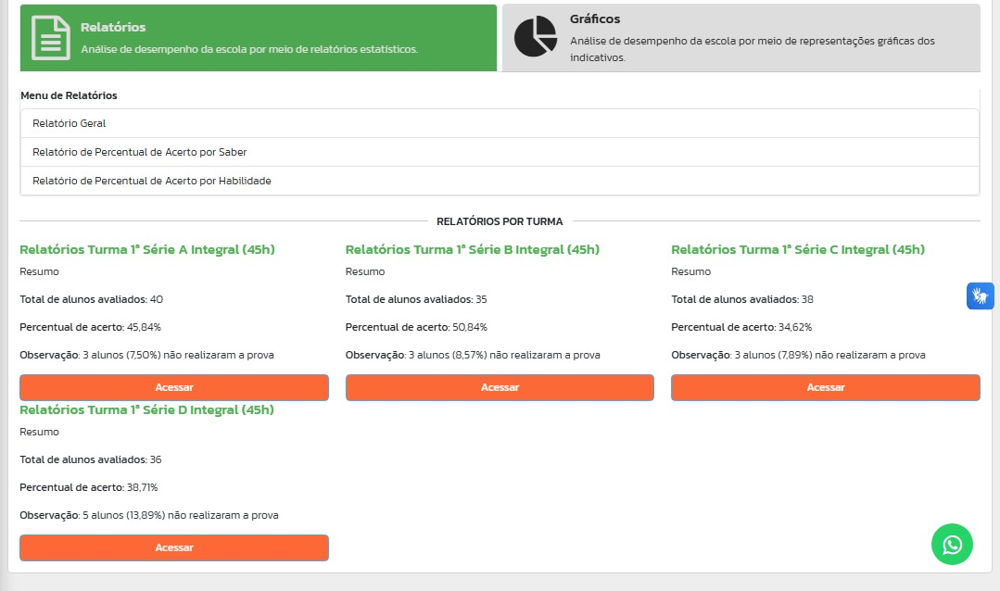 Relatórios
Análise de desempenho da escola por meio de relatórios estatísticos.
Gráficos
Análise de desempenho da escola por meio de representações gráficas dos
indicativos.
Menu de Relatórios
Relatório Geral
Relatório de Percentual de Acerto por Saber
Relatório de Percentual de Acerto por Habilidade
RELATÓRIOS POR TURMA
Relatórios Turma 1ª Série A Integral (45h)
Resumo
Total de alunos avaliados: 40
Percentual de acerto: 45,84%
Observação: 3 alunos (7,50%) não realizaram a prova
Acessar
Relatórios Turma 1ª Série B Integral (45h)
Resumo
Total de alunos avaliados: 35
Percentual de acerto: 50,84%
Observação: 3 alunos (8,57%) não realizaram a prova
Acessar
Relatórios Turma 1ª Série C Integral (45h)
Resumo
Total de alunos avaliados: 38
Percentual de acerto: 34,62%
Observação: 3 alunos (7,89%) não realizaram a prova
Acessar
Relatórios Turma 1ª Série D Integral (45h)
Resumo
Total de alunos avaliados: 36
Percentual de acerto: 38,71%
Observação: 5 alunos (13,89%) não realizaram a prova
Acessar